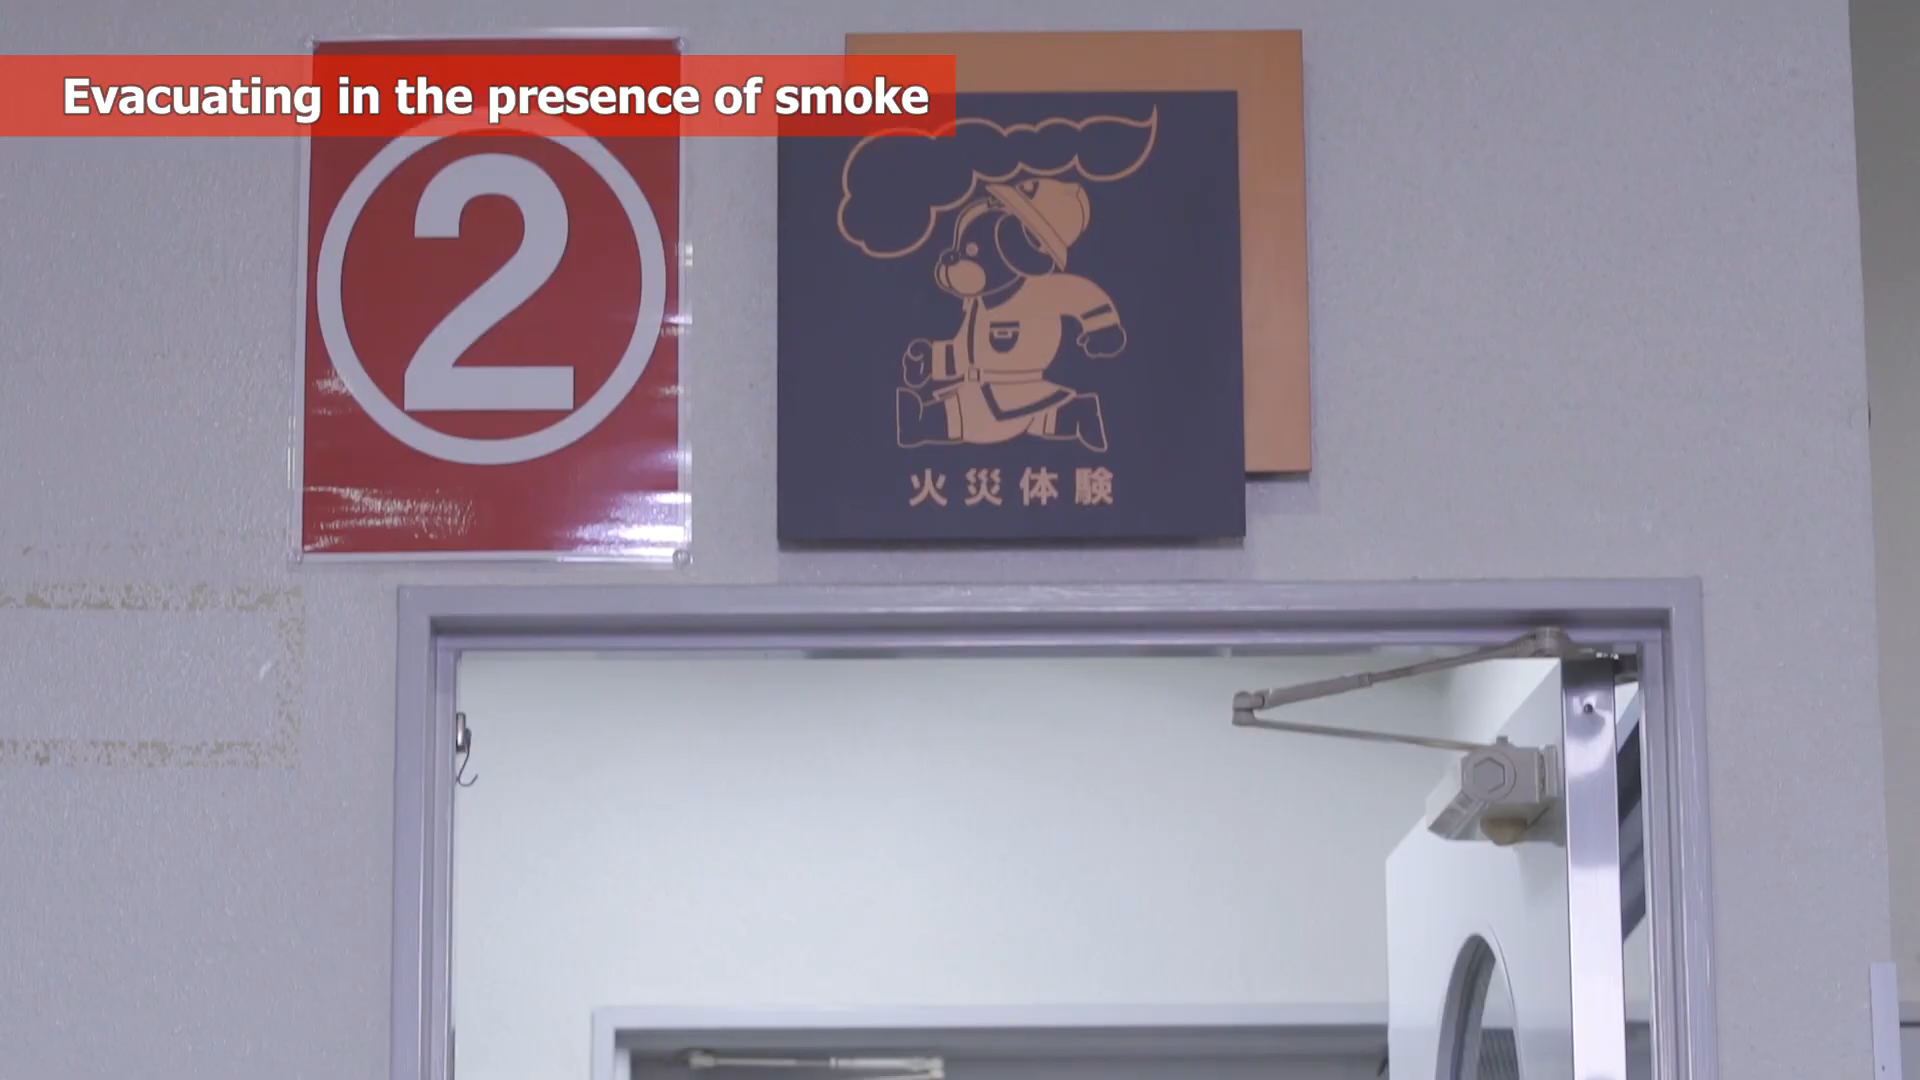 Evacuating in the presence of smoke
2
火災体験